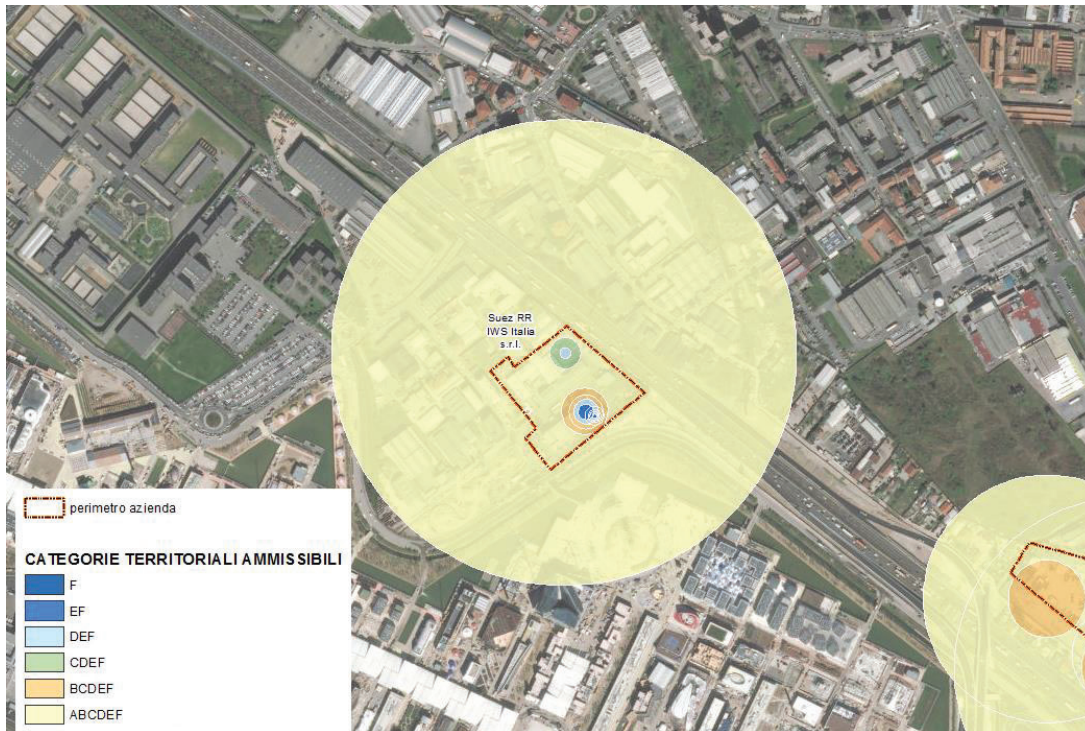 Suez RR
IWS Italia
s.r.l.
perimetro azienda
CATEGORIE TERRITORIALI AMMISSIBILI
F
EF
DEF
CDEF
BCDEF
ABCDEF